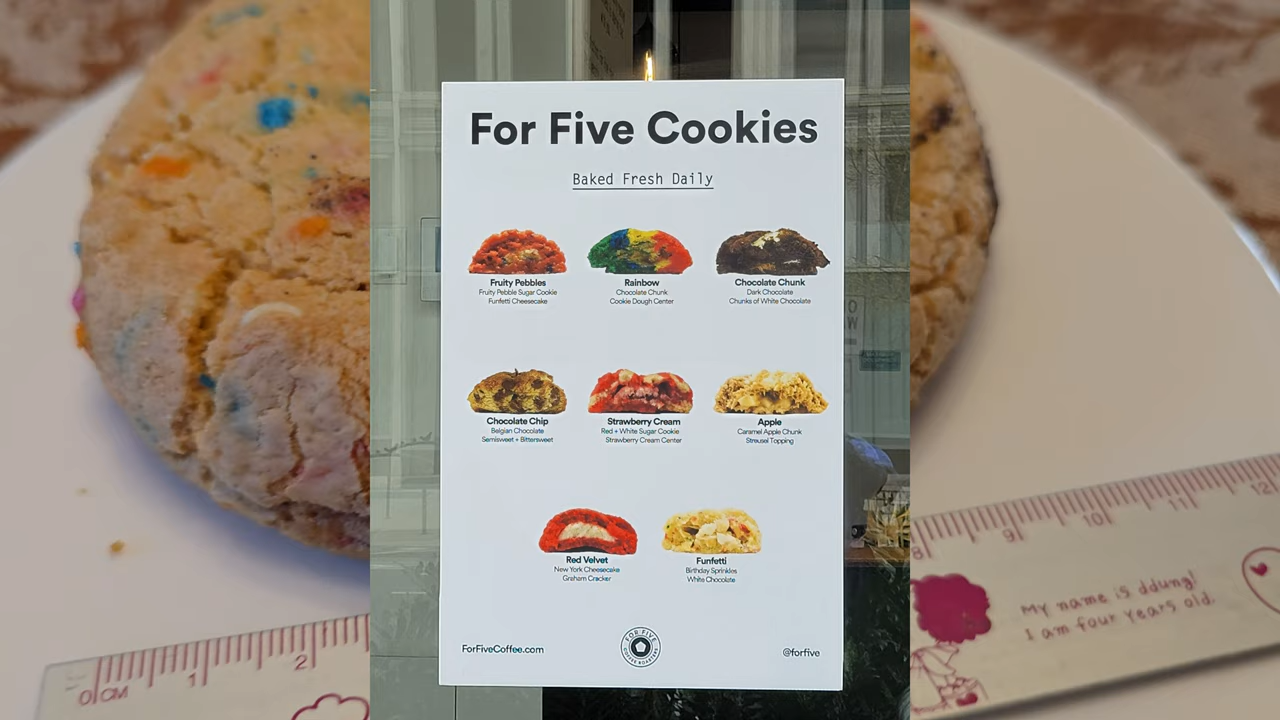 For Five Cookies
Baked Fresh Daily
Fruity Pebbles
Fruity Pebble Sugar Cookie
Funfetti Cheesecake
Rainbow
Chocolate Chunk
Cookie Dough Center
Chocolate Chunk
Dark Chocolate
Chunks of White Chocolate
Chocolate Chip
Belgian Chocolate
Semisweet + Bittersweet
Strawberry Cream
Red + White Sugar Cookie
Strawberry Cream Center
Apple
Caramel Apple Chunk
Streusel Topping
Red Velvet
New York Cheesecake
Graham Cracker
Funfetti
Birthday Sprinkles
White Chocolate
ForFiveCoffee.com
FOR FIVE
COFFEE ROASTERS
@forfive
0 CM 1 2
8 9 10 11 12
My name is ddung!
I am four years old.